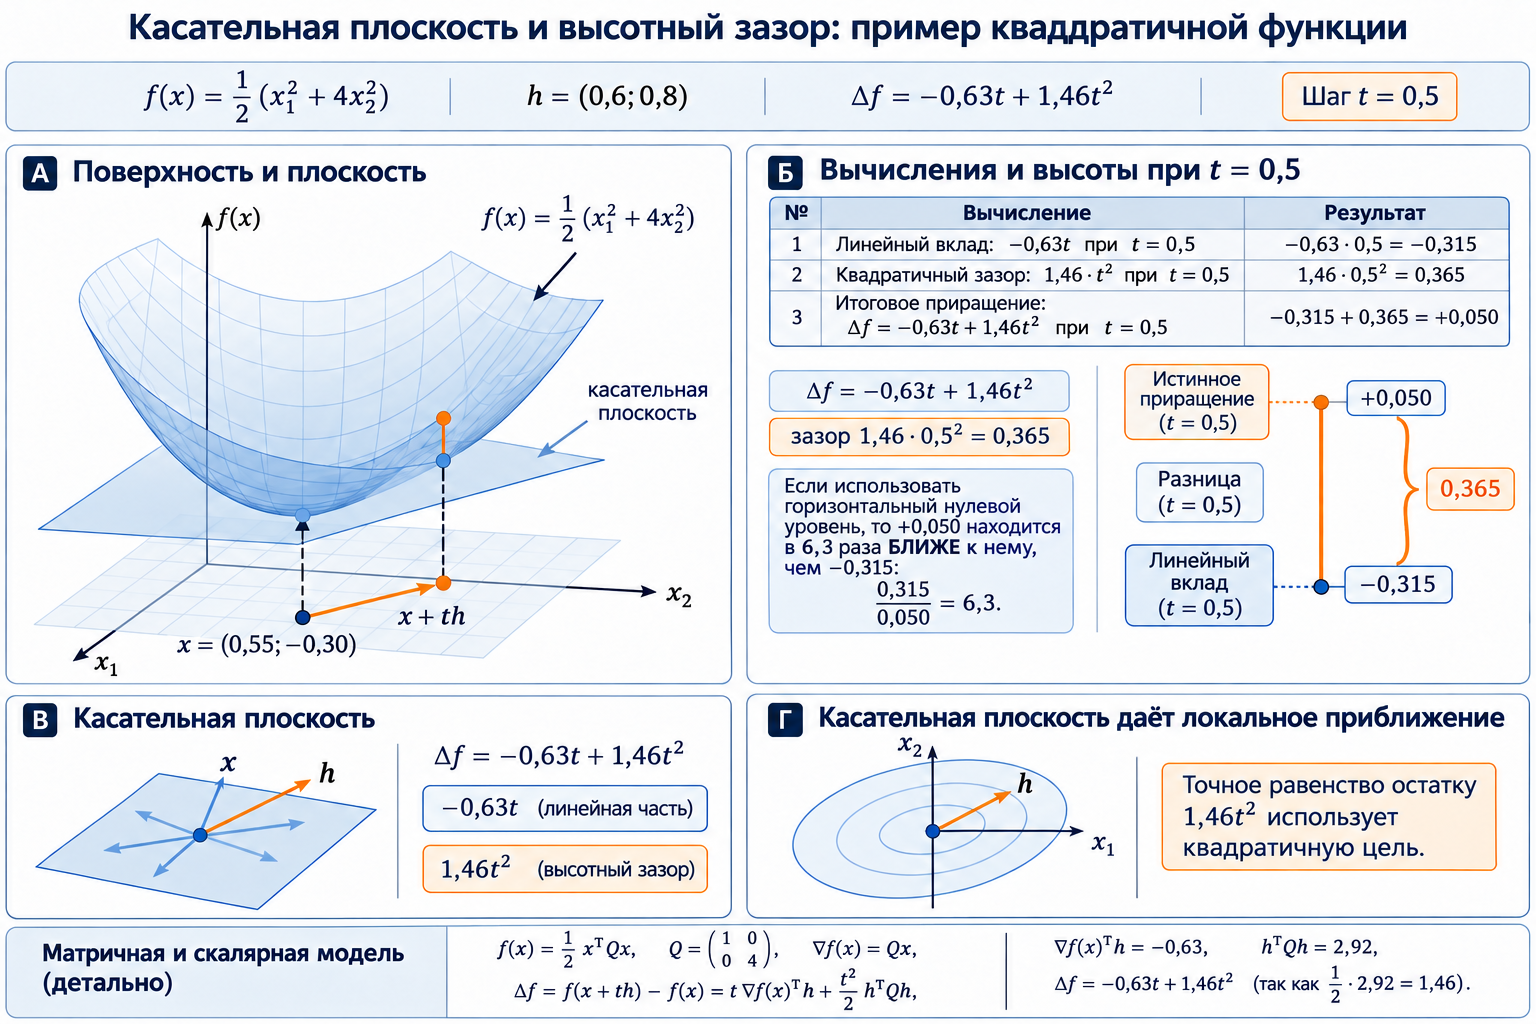 Касательная плоскость и высотный зазор: пример кваддратичной функции
f(x) = 1/2 (x₁² + 4x₂²)
h = (0,6; 0,8)
Δf = −0,63t + 1,46t²
Шаг t = 0,5
А Поверхность и плоскость
f(x)
f(x) = 1/2 (x₁² + 4x₂²)
касательная
плоскость
x₂
x + th
x = (0,55; −0,30)
x₁
Б Вычисления и высоты при t = 0,5
№ Вычисление Результат
1 Линейный вклад: −0,63t при t = 0,5 −0,63 · 0,5 = −0,315
2 Квадратичный зазор: 1,46 · t² при t = 0,5 1,46 · 0,5² = 0,365
3 Итоговое приращение:
Δf = −0,63t + 1,46t² при t = 0,5 −0,315 + 0,365 = +0,050
Δf = −0,63t + 1,46t²
зазор 1,46 · 0,5² = 0,365
Если использовать
горизонтальный нулевой
уровень, то +0,050 находится
в 6,3 раза БЛИЖЕ к нему,
чем −0,315:
0,315/0,050 = 6,3.
Истинное
приращение
(t = 0,5)
+0,050
Разница
(t = 0,5)
0,365
Линейный
вклад
(t = 0,5)
−0,315
В Касательная плоскость
x
h
Δf = −0,63t + 1,46t²
−0,63t (линейная часть)
1,46t² (высотный зазор)
Г Касательная плоскость даёт локальное приближение
x₂
h
x₁
Точное равенство остатку
1,46t² использует
квадратичную цель.
Матричная и скалярная модель
(детально)
f(x) = 1/2 xᵀQx, Q = (1 0; 0 4), ∇f(x) = Qx,
Δf = f(x + th) − f(x) = t ∇f(x)ᵀh + t²/2 hᵀQh,
∇f(x)ᵀh = −0,63, hᵀQh = 2,92,
Δf = −0,63t + 1,46t² (так как 1/2 · 2,92 = 1,46).